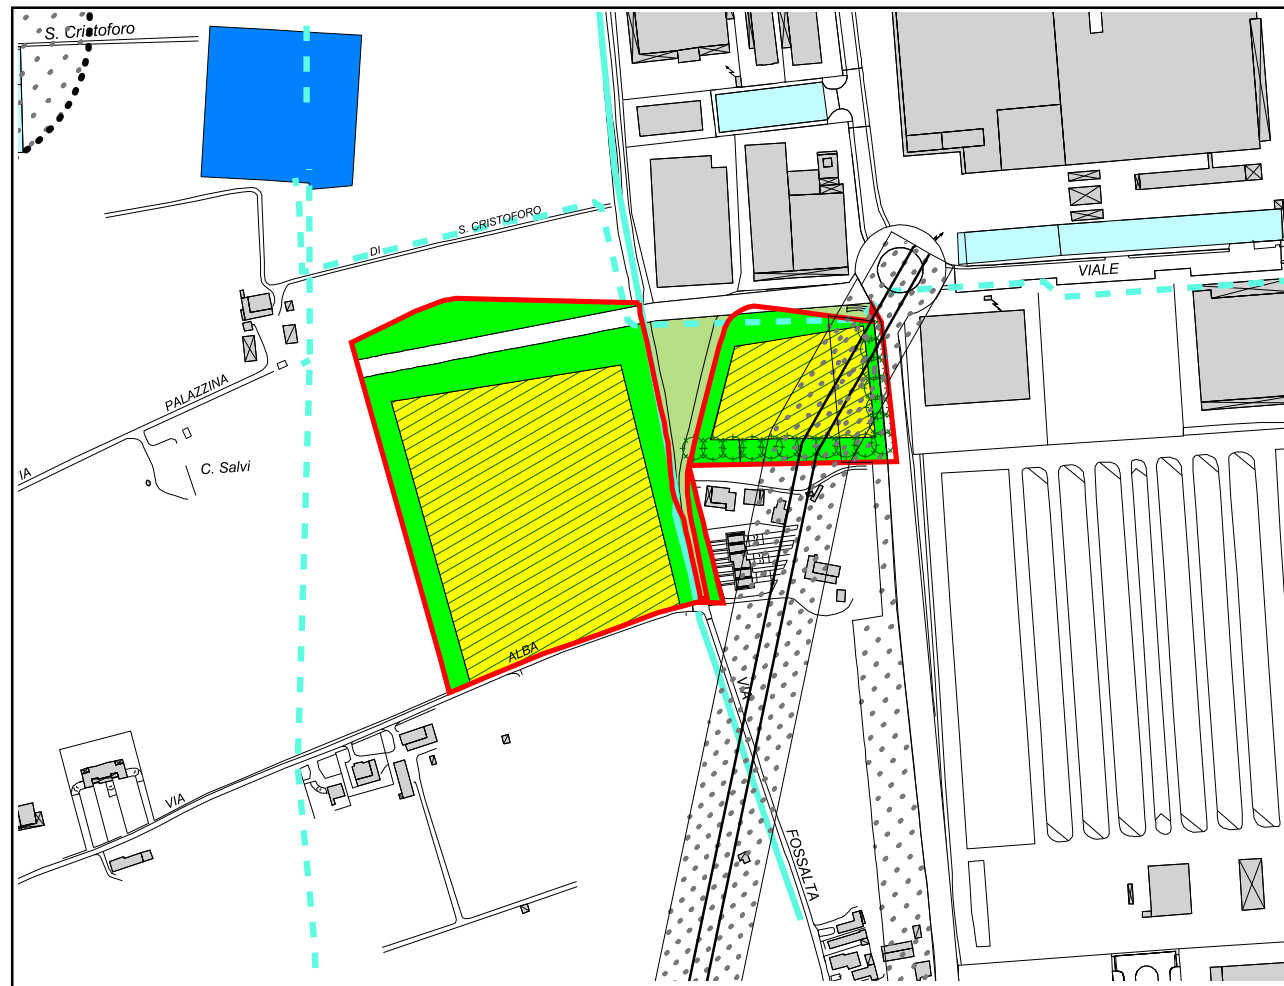 S. Cristoforo
S. CRISTOFORO
DI
VIALE
PALAZZINA
IA
C. Salvi
ALBA
VIA
VIA
FOSSALTA